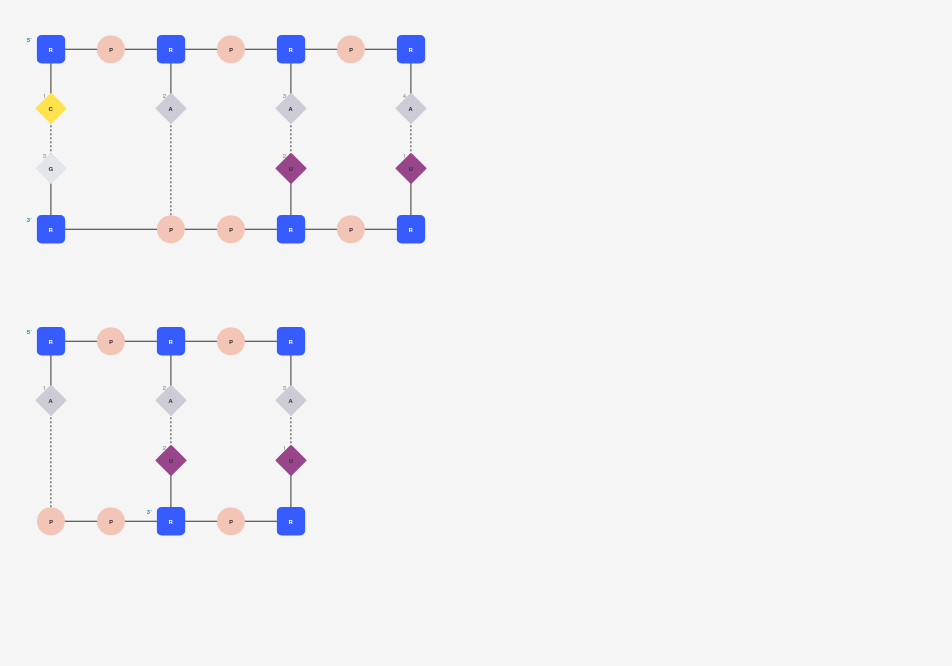 5' R P R P R P R
1 C 2 A 3 A 4 A
3 G 2 U 1 U
3' R P P R P R
5' R P R P R
1 A 2 A 3 A
2 U 1 U
P P 3' R P R